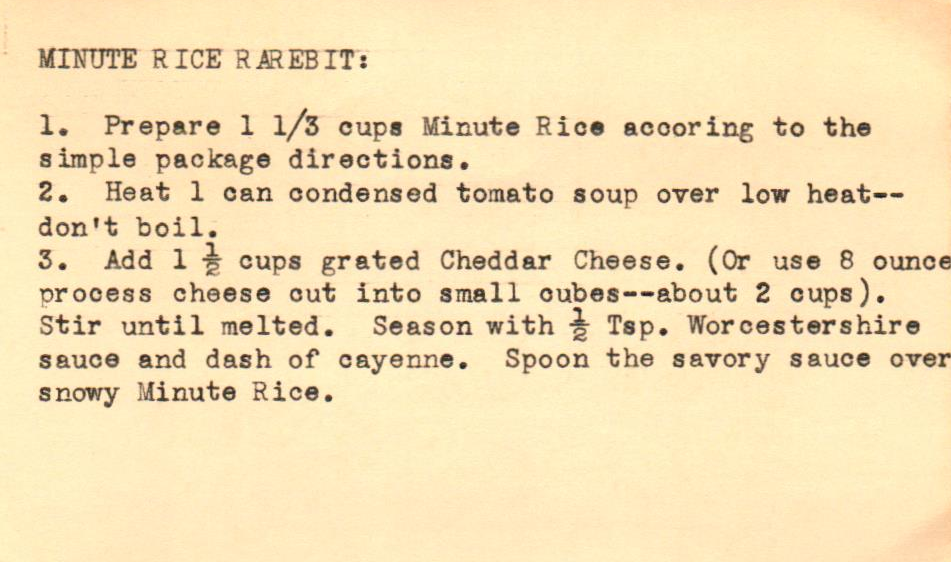 MINUTE RICE RAREBIT:
1. Prepare 1 1/3 cups Minute Rice accoring to the
simple package directions.
2. Heat 1 can condensed tomato soup over low heat--
don't boil.
3. Add 1 ½ cups grated Cheddar Cheese. (Or use 8 ounce
process cheese cut into small cubes--about 2 cups).
Stir until melted. Season with ½ Tsp. Worcestershire
sauce and dash of cayenne. Spoon the savory sauce over
snowy Minute Rice.